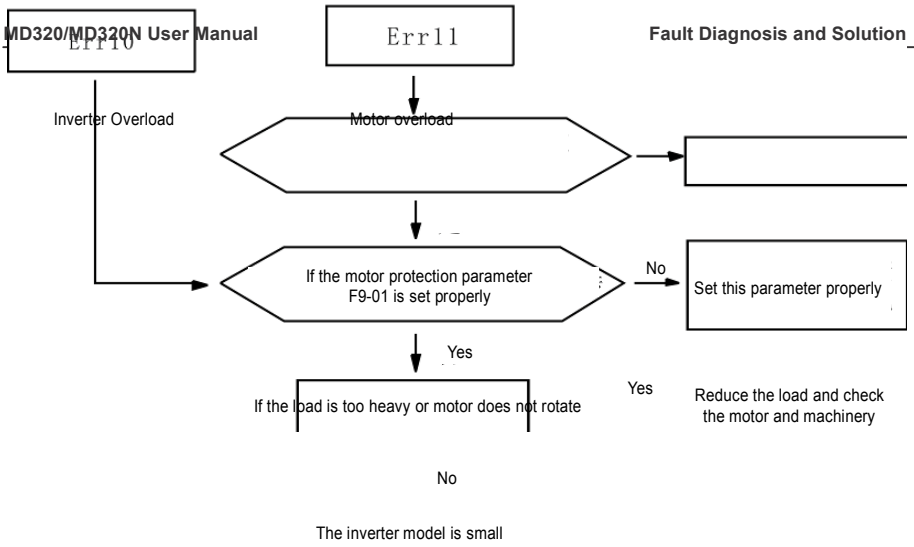 MD320/MD320N User Manual
Fault Diagnosis and Solution
Err10
Err11
Inverter Overload
Motor overload
If the motor protection parameter
F9-01 is set properly
No
Set this parameter properly
Yes
If the load is too heavy or motor does not rotate
Yes
Reduce the load and check
the motor and machinery
No
The inverter model is small